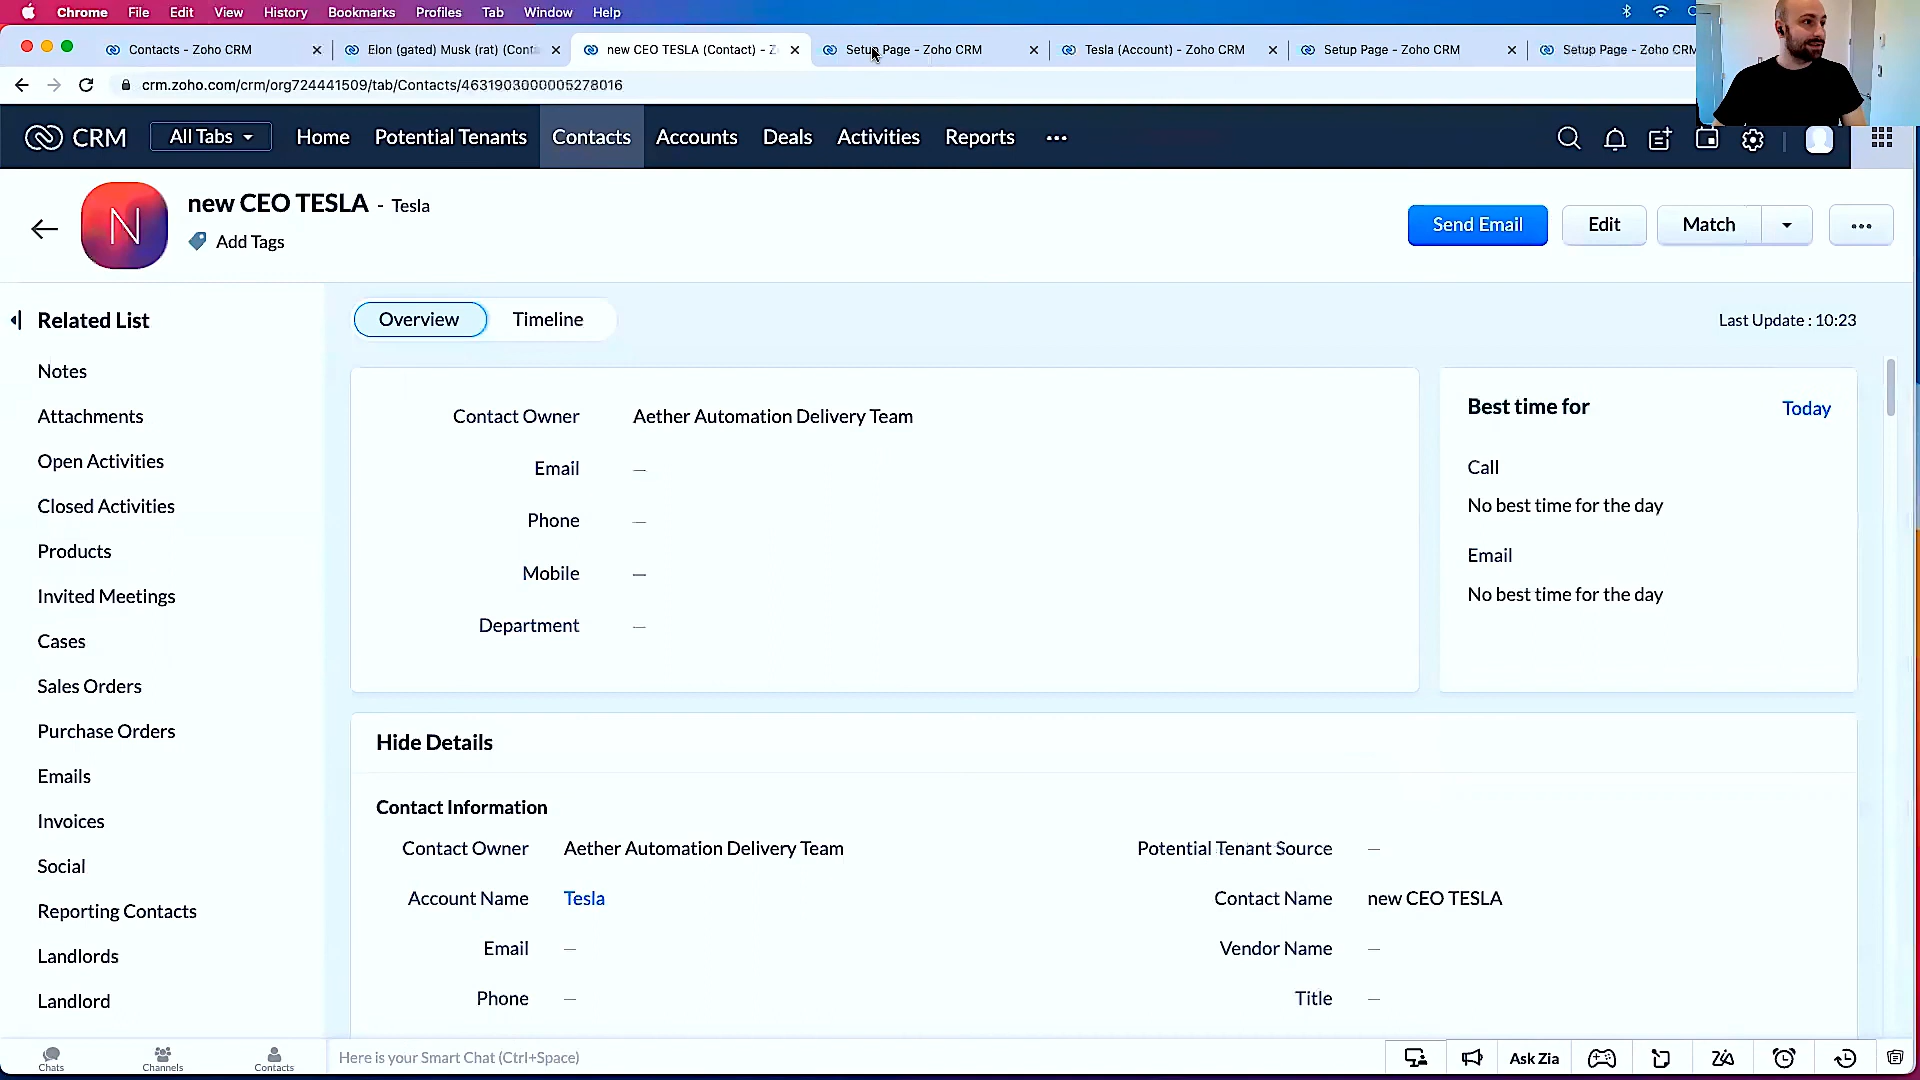 Chrome File Edit View History Bookmarks Profiles Tab Window Help
Contacts - Zoho CRM
Elon (gated) Musk (rat) (Cont
new CEO TESLA (Contact) - Z
Setup Page - Zoho CRM
Tesla (Account) - Zoho CRM
Setup Page - Zoho CRM
Setup Page - Zoho CRM
crm.zoho.com/crm/org724441509/tab/Contacts/4631903000005278016
CRM All Tabs Home Potential Tenants Contacts Accounts Deals Activities Reports
N
new CEO TESLA - Tesla
Add Tags
Send Email Edit Match
Related List
Notes
Attachments
Open Activities
Closed Activities
Products
Invited Meetings
Cases
Sales Orders
Purchase Orders
Emails
Invoices
Social
Reporting Contacts
Landlords
Landlord
Overview Timeline
Last Update : 10:23
Contact Owner Aether Automation Delivery Team
Email —
Phone —
Mobile —
Department —
Best time for Today
Call
No best time for the day
Email
No best time for the day
Hide Details
Contact Information
Contact Owner Aether Automation Delivery Team Potential Tenant Source —
Account Name Tesla Contact Name new CEO TESLA
Email — Vendor Name —
Phone — Title —
Chats Channels Contacts
Here is your Smart Chat (Ctrl+Space)
Ask Zia